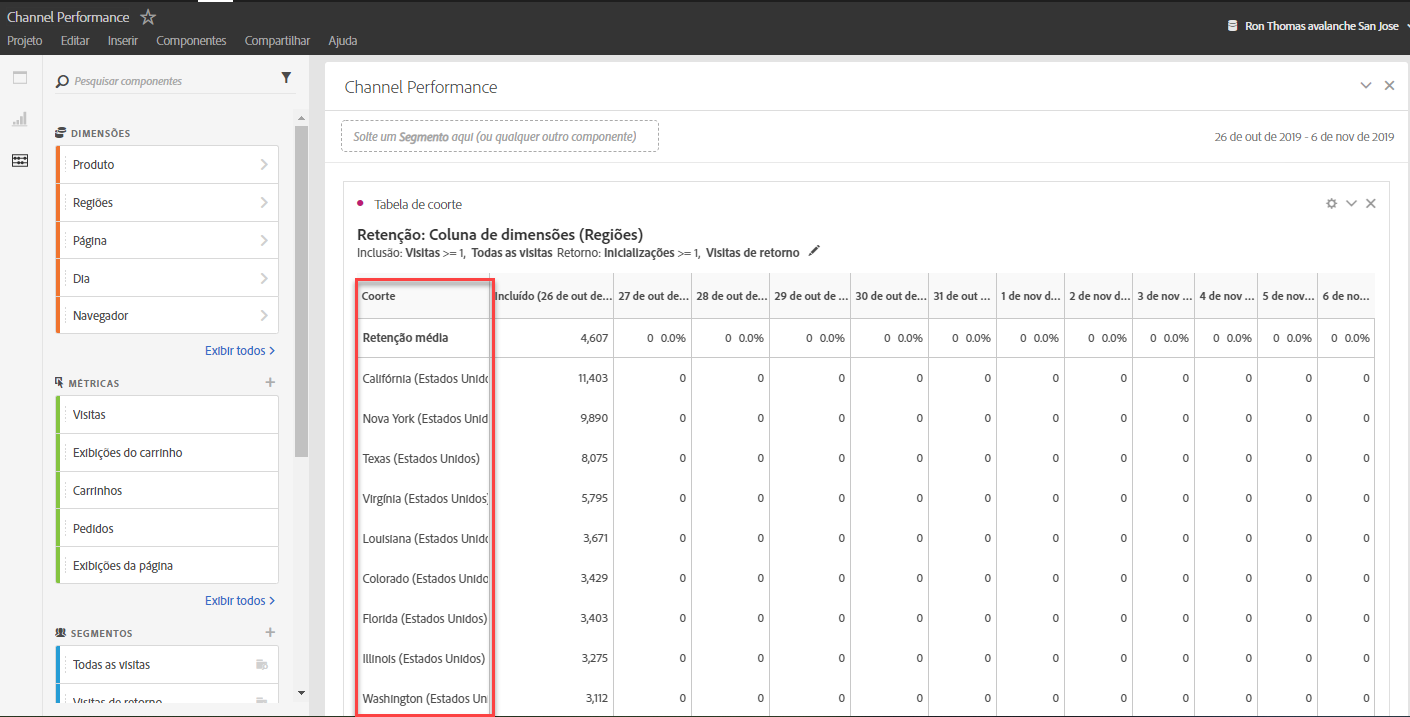 Channel Performance
Projeto Editar Inserir Componentes Compartilhar Ajuda
Ron Thomas avalanche San Jose
Pesquisar componentes
DIMENSÕES
Produto
Regiões
Página
Dia
Navegador
Exibir todos
MÉTRICAS
Visitas
Exibições do carrinho
Carrinhos
Pedidos
Exibições da página
Exibir todos
SEGMENTOS
Todas as visitas
Visitas de retorno
Channel Performance
Solte um Segmento aqui (ou qualquer outro componente)
26 de out de 2019 - 6 de nov de 2019
Tabela de coorte
Retenção: Coluna de dimensões (Regiões)
Inclusão: Visitas >= 1, Todas as visitas Retorno: Inicializações >= 1, Visitas de retorno
Coorte Incluído (26 de out de... 27 de out de... 28 de out de... 29 de out de ... 30 de out de... 31 de out ... 1 de nov d... 2 de nov d... 3 de nov ... 4 de nov ... 5 de nov... 6 de no...
Retenção média 4,607 0 0.0% 0 0.0% 0 0.0% 0 0.0% 0 0.0% 0 0.0% 0 0.0% 0 0.0% 0 0.0% 0 0.0% 0 0.0%
Califórnia (Estados Unido 11,403 0 0 0 0 0 0 0 0 0 0 0
Nova York (Estados Unid 9,890 0 0 0 0 0 0 0 0 0 0 0
Texas (Estados Unidos) 8,075 0 0 0 0 0 0 0 0 0 0 0
Virgínia (Estados Unidos) 5,795 0 0 0 0 0 0 0 0 0 0 0
Louisiana (Estados Unido 3,671 0 0 0 0 0 0 0 0 0 0 0
Colorado (Estados Unido 3,429 0 0 0 0 0 0 0 0 0 0 0
Florida (Estados Unidos) 3,403 0 0 0 0 0 0 0 0 0 0 0
Illinois (Estados Unidos) 3,275 0 0 0 0 0 0 0 0 0 0 0
Washington (Estados Uni 3,112 0 0 0 0 0 0 0 0 0 0 0